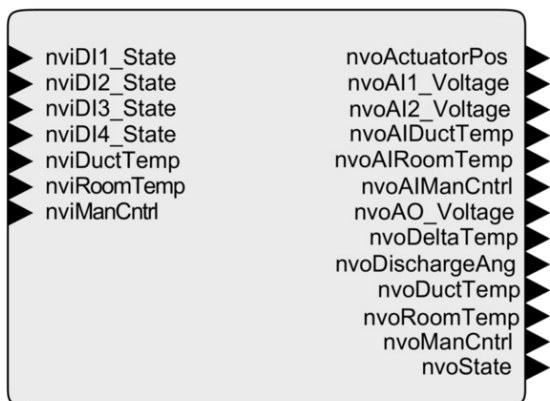 nviDI1_State
nviDI2_State
nviDI3_State
nviDI4_State
nviDuctTemp
nviRoomTemp
nviManCntrl
nvoActuatorPos
nvoAI1_Voltage
nvoAI2_Voltage
nvoAIDuctTemp
nvoAIRoomTemp
nvoAIManCntrl
nvoAO_Voltage
nvoDeltaTemp
nvoDischargeAng
nvoDuctTemp
nvoRoomTemp
nvoManCntrl
nvoState